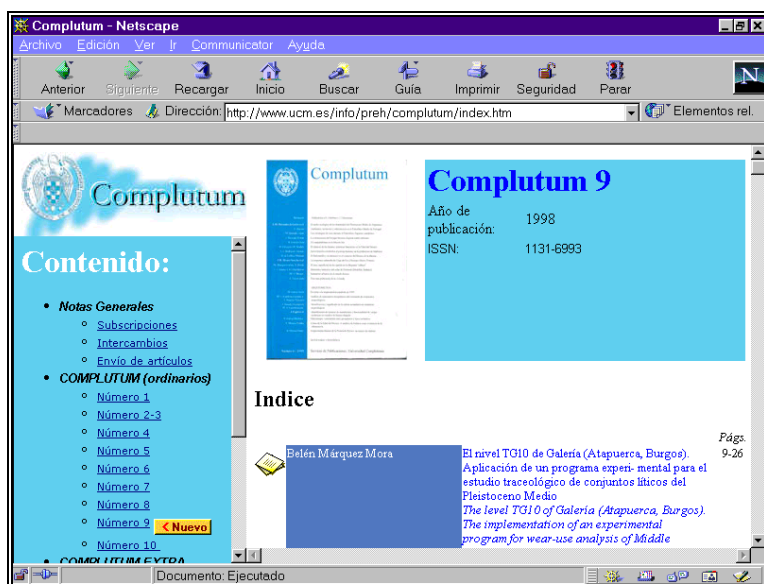 Complutum - Netscape
Archivo Edición Ver Ir Communicator Ayuda
Anterior Siguiente Recargar Inicio Buscar Guía Imprimir Seguridad Parar
N
Marcadores Dirección: http://www.ucm.es/info/preh/complutum/index.htm Elementos rel.
Complutum
Contenido:
Notas Generales
Subscripciones
Intercambios
Envío de artículos
COMPLUTUM (ordinarios)
Número 1
Número 2-3
Número 4
Número 5
Número 6
Número 7
Número 8
Número 9 <Nuevo
Número 10
COMPLUTUM EXTRA
Complutum
Complutum 9
Año de
publicación: 1998
ISSN: 1131-6993
Indice
Págs.
Belén Márquez Mora El nivel TG10 de Galería (Atapuerca, Burgos). 9-26
Aplicación de un programa experi- mental para el
estudio traceológico de conjuntos líticos del
Pleistoceno Medio
The level TG10 of Galería (Atapuerca, Burgos).
The implementation of an experimental
program for wear-use analysis of Middle
Documento: Ejecutado